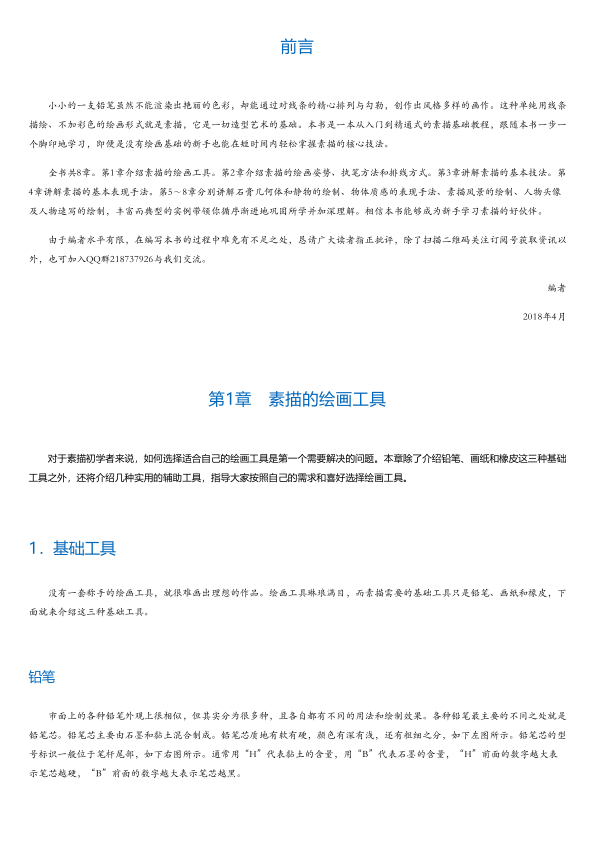 前言
小小的一支铅笔虽然不能渲染出艳丽的色彩，却能通过对线条的精心排列与勾勒，创作出风格多样的画作。这种单纯用线条
描绘、不加彩色的绘画形式就是素描，它是一切造型艺术的基础。本书是一本从入门到精通式的素描基础教程，跟随本书一步一
个脚印地学习，即便是没有绘画基础的新手也能在短时间内轻松掌握素描的核心技法。
全书共8章。第1章介绍素描的绘画工具。第2章介绍素描的绘画姿势、执笔方法和排线方式。第3章讲解素描的基本技法。第
4章讲解素描的基本表现手法。第5～8章分别讲解石膏几何体和静物的绘制、物体质感的表现手法、素描风景的绘制、人物头像
及人物速写的绘制，丰富而典型的实例带领你循序渐进地巩固所学并加深理解。相信本书能够成为新手学习素描的好伙伴。
由于编者水平有限，在编写本书的过程中难免有不足之处，恳请广大读者指正批评，除了扫描二维码关注订阅号获取资讯以
外，也可加入QQ群218737926与我们交流。
编者
2018年4月
第1章　素描的绘画工具
对于素描初学者来说，如何选择适合自己的绘画工具是第一个需要解决的问题。本章除了介绍铅笔、画纸和橡皮这三种基础
工具之外，还将介绍几种实用的辅助工具，指导大家按照自己的需求和喜好选择绘画工具。
1．基础工具
没有一套称手的绘画工具，就很难画出理想的作品。绘画工具琳琅满目，而素描需要的基础工具只是铅笔、画纸和橡皮，下
面就来介绍这三种基础工具。
铅笔
市面上的各种铅笔外观上很相似，但其实分为很多种，且各自都有不同的用法和绘制效果。各种铅笔最主要的不同之处就是
铅笔芯。铅笔芯主要由石墨和黏土混合制成。铅笔芯质地有软有硬，颜色有深有浅，还有粗细之分，如下左图所示。铅笔芯的型
号标识一般位于笔杆尾部，如下右图所示。通常用“H”代表黏土的含量，用“B”代表石墨的含量，“H”前面的数字越大表
示笔芯越硬，“B”前面的数字越大表示笔芯越黑。